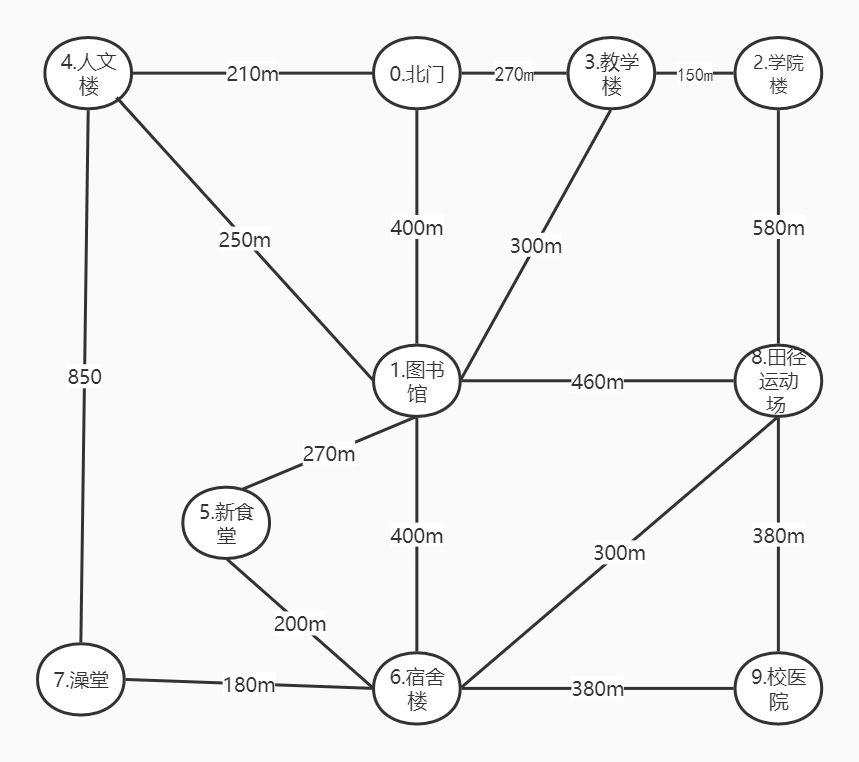 4.人文
楼
210m
0.北门
270m
3.教学
楼
150m
2.学院
楼
250m
400m
300m
580m
850
1.图书
馆
460m
8.田径
运动
场
270m
5.新食
堂
400m
300m
380m
200m
7.澡堂
180m
6.宿舍
楼
380m
9.校医
院